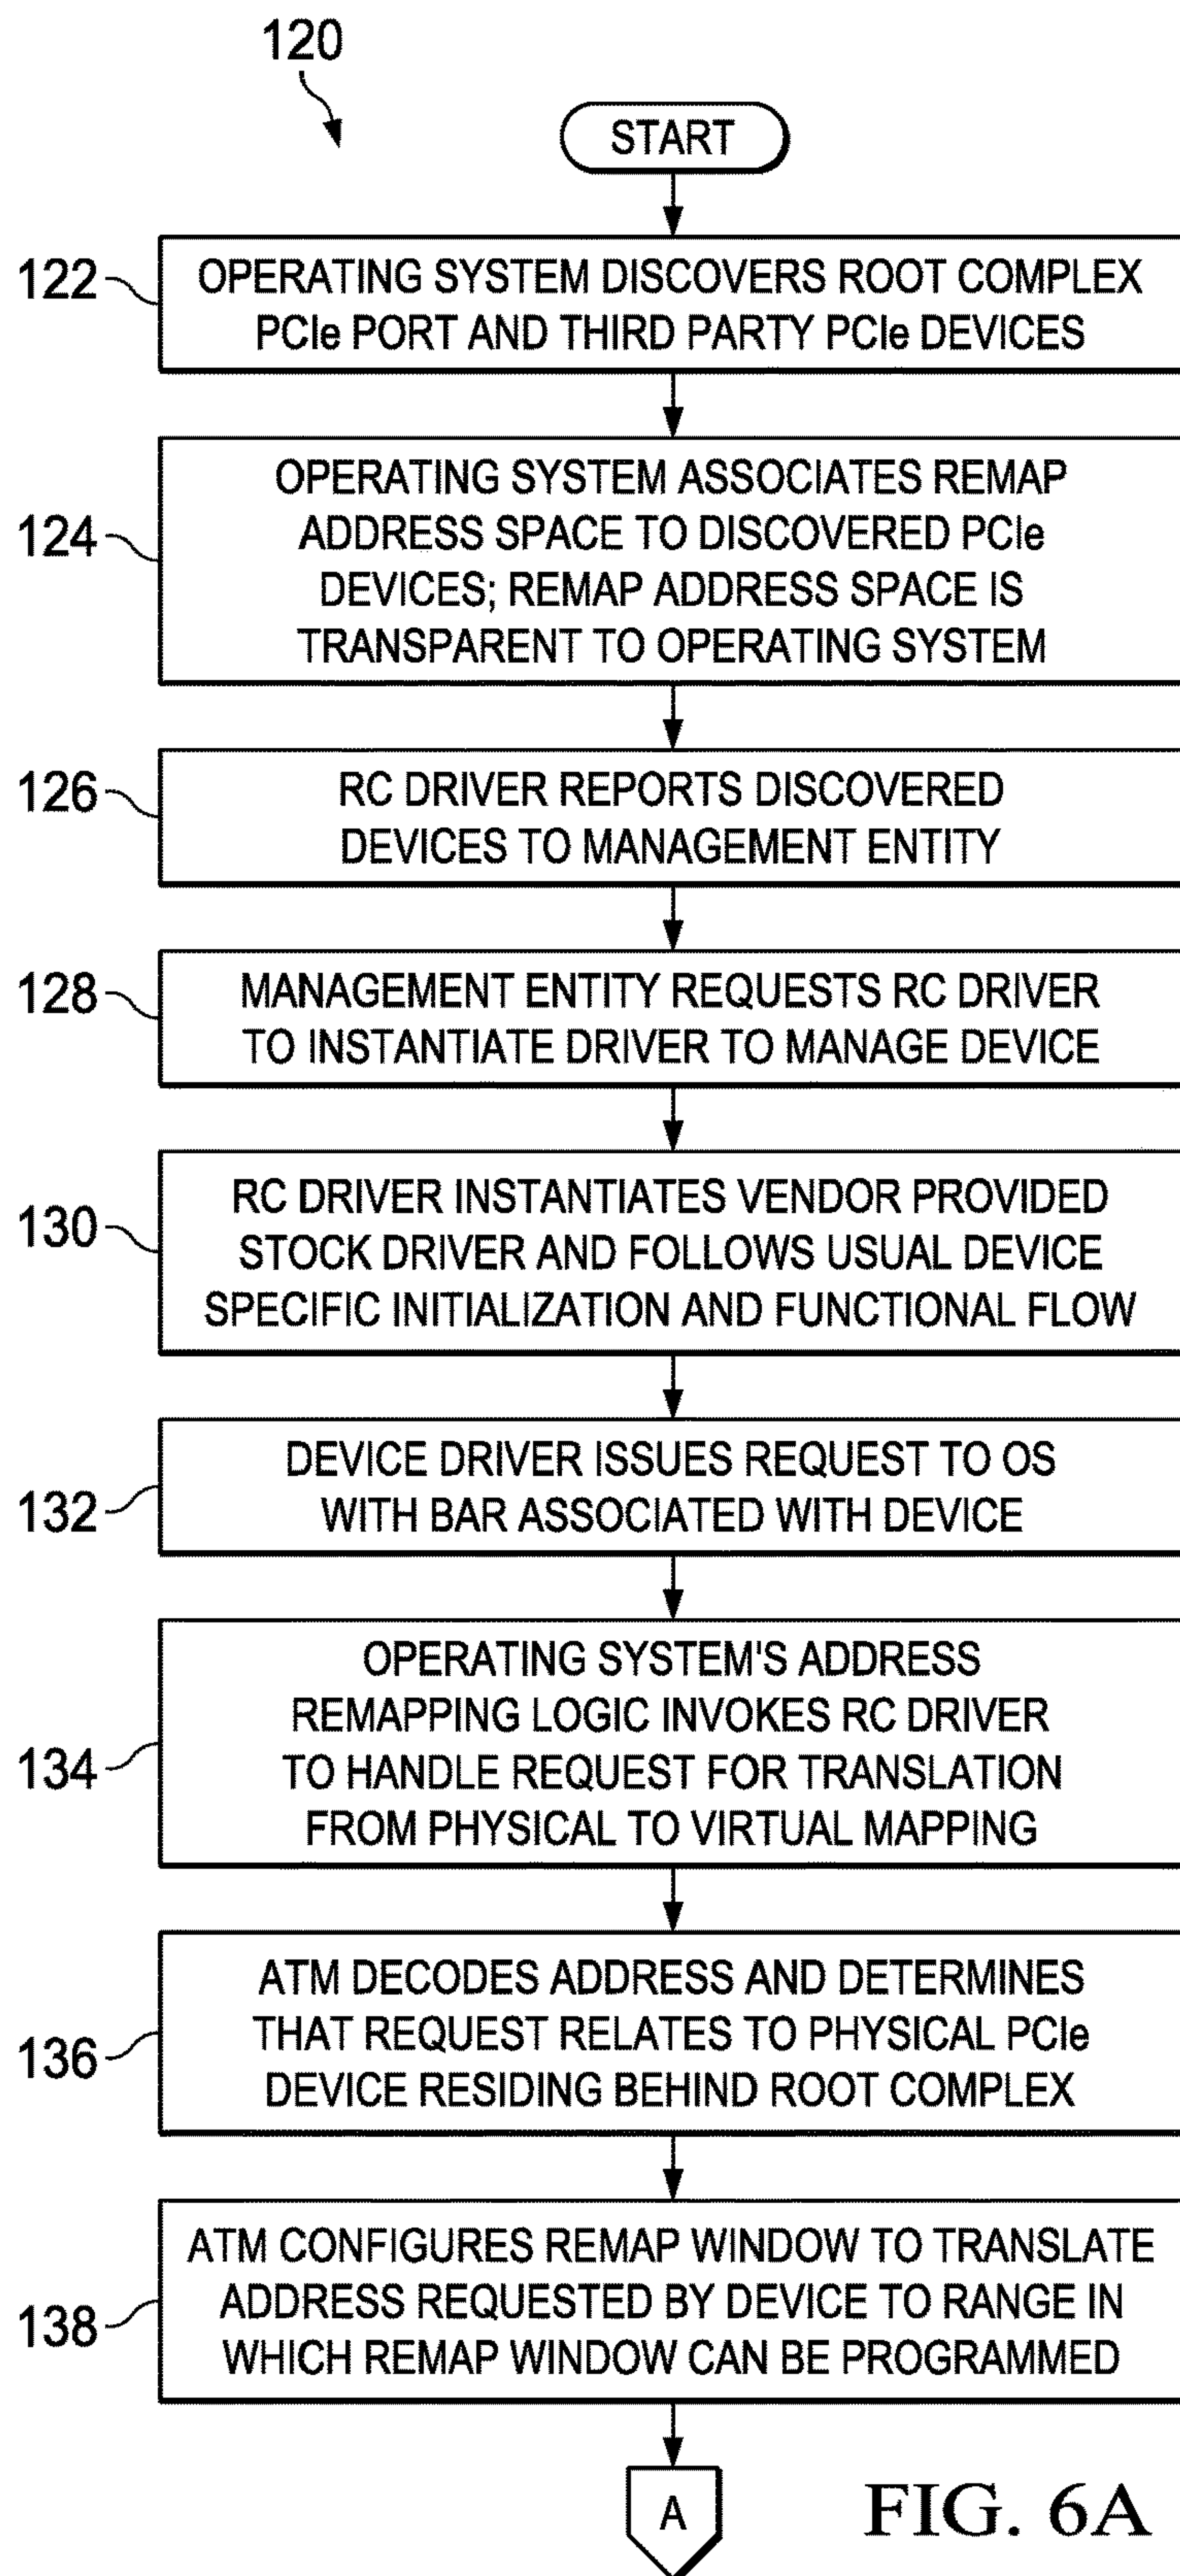 120
START
122
OPERATING SYSTEM DISCOVERS ROOT COMPLEX
PCIe PORT AND THIRD PARTY PCIe DEVICES
124
OPERATING SYSTEM ASSOCIATES REMAP
ADDRESS SPACE TO DISCOVERED PCIe
DEVICES; REMAP ADDRESS SPACE IS
TRANSPARENT TO OPERATING SYSTEM
126
RC DRIVER REPORTS DISCOVERED
DEVICES TO MANAGEMENT ENTITY
128
MANAGEMENT ENTITY REQUESTS RC DRIVER
TO INSTANTIATE DRIVER TO MANAGE DEVICE
130
RC DRIVER INSTANTIATES VENDOR PROVIDED
STOCK DRIVER AND FOLLOWS USUAL DEVICE
SPECIFIC INITIALIZATION AND FUNCTIONAL FLOW
132
DEVICE DRIVER ISSUES REQUEST TO OS
WITH BAR ASSOCIATED WITH DEVICE
134
OPERATING SYSTEM'S ADDRESS
REMAPPING LOGIC INVOKES RC DRIVER
TO HANDLE REQUEST FOR TRANSLATION
FROM PHYSICAL TO VIRTUAL MAPPING
136
ATM DECODES ADDRESS AND DETERMINES
THAT REQUEST RELATES TO PHYSICAL PCIe
DEVICE RESIDING BEHIND ROOT COMPLEX
138
ATM CONFIGURES REMAP WINDOW TO TRANSLATE
ADDRESS REQUESTED BY DEVICE TO RANGE IN
WHICH REMAP WINDOW CAN BE PROGRAMMED
A
FIG. 6A